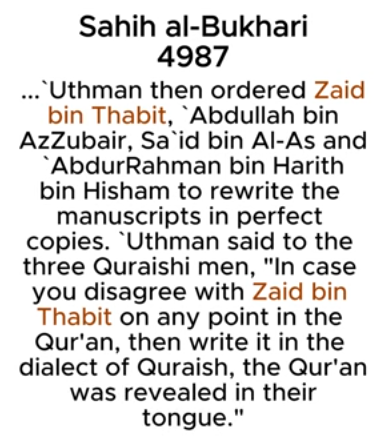 Sahih al-Bukhari
4987
...`Uthman then ordered Zaid
bin Thabit, `Abdullah bin
AzZubair, Sa`id bin Al-As and
`AbdurRahman bin Harith
bin Hisham to rewrite the
manuscripts in perfect
copies. `Uthman said to the
three Quraishi men, "In case
you disagree with Zaid bin
Thabit on any point in the
Qur'an, then write it in the
dialect of Quraish, the Qur'an
was revealed in their
tongue."